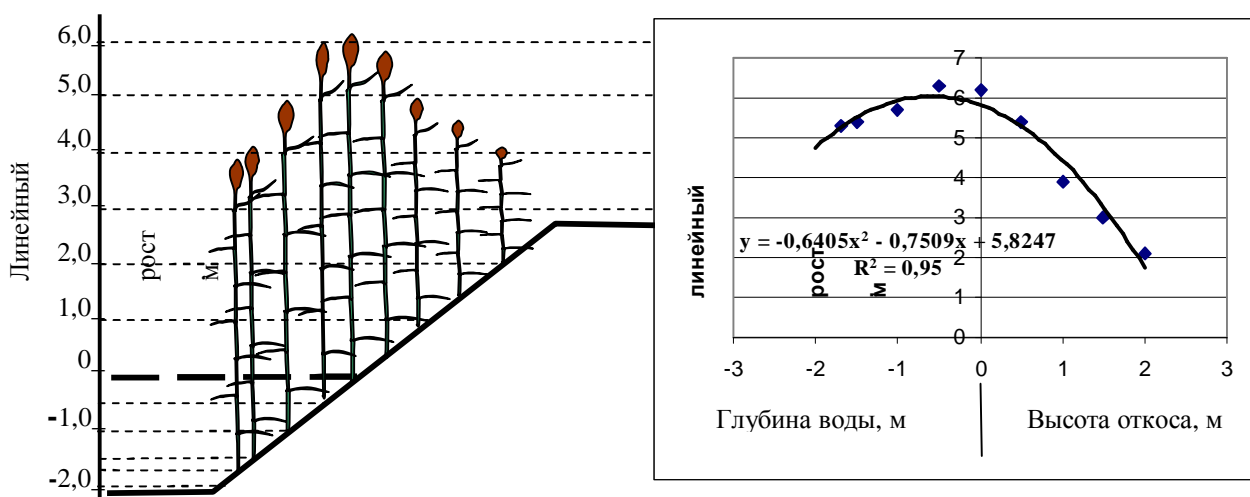 6,0
5,0
4,0
3,0
2,0
1,0
0
-1,0
-2,0
Линейный
рост
м
7
6
5
4
3
2
1
0
линейный
рост
м
y = -0,6405x² - 0,7509x + 5,8247
R² = 0,95
-3 -2 -1 0 1 2 3
Глубина воды, м Высота откоса, м